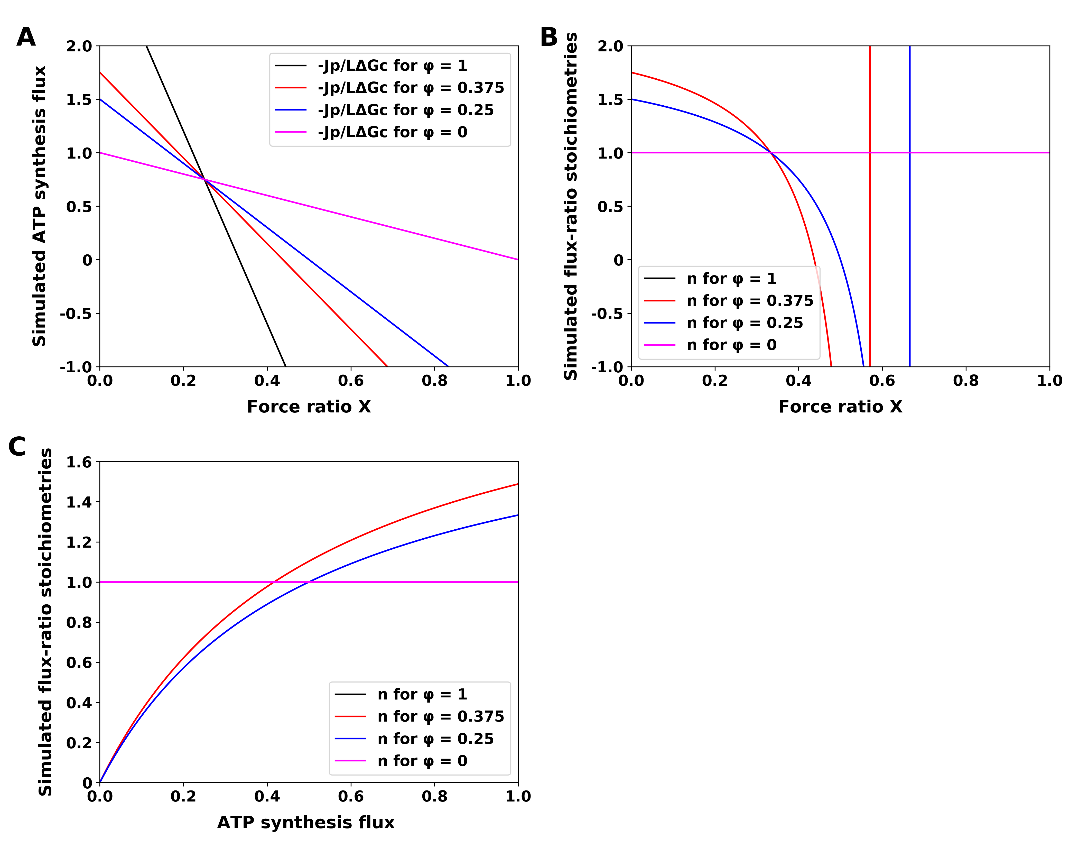 A
Simulated ATP synthesis flux
2.0
1.5
1.0
0.5
0
-0.5
-1.0
-Jp/LΔGc for φ = 1
-Jp/LΔGc for φ = 0.375
-Jp/LΔGc for φ = 0.25
-Jp/LΔGc for φ = 0
0.0 0.2 0.4 0.6 0.8 1.0
Force ratio X
B
Simulated flux-ratio stoichiometries
2.0
1.5
1.0
0.5
0
-0.5
-1.0
n for φ = 1
n for φ = 0.375
n for φ = 0.25
n for φ = 0
0.0 0.2 0.4 0.6 0.8 1.0
Force ratio X
C
Simulated flux-ratio stoichiometries
1.6
1.4
1.2
1.0
0.8
0.6
0.4
0.2
0
n for φ = 1
n for φ = 0.375
n for φ = 0.25
n for φ = 0
0.0 0.2 0.4 0.6 0.8 1.0
ATP synthesis flux